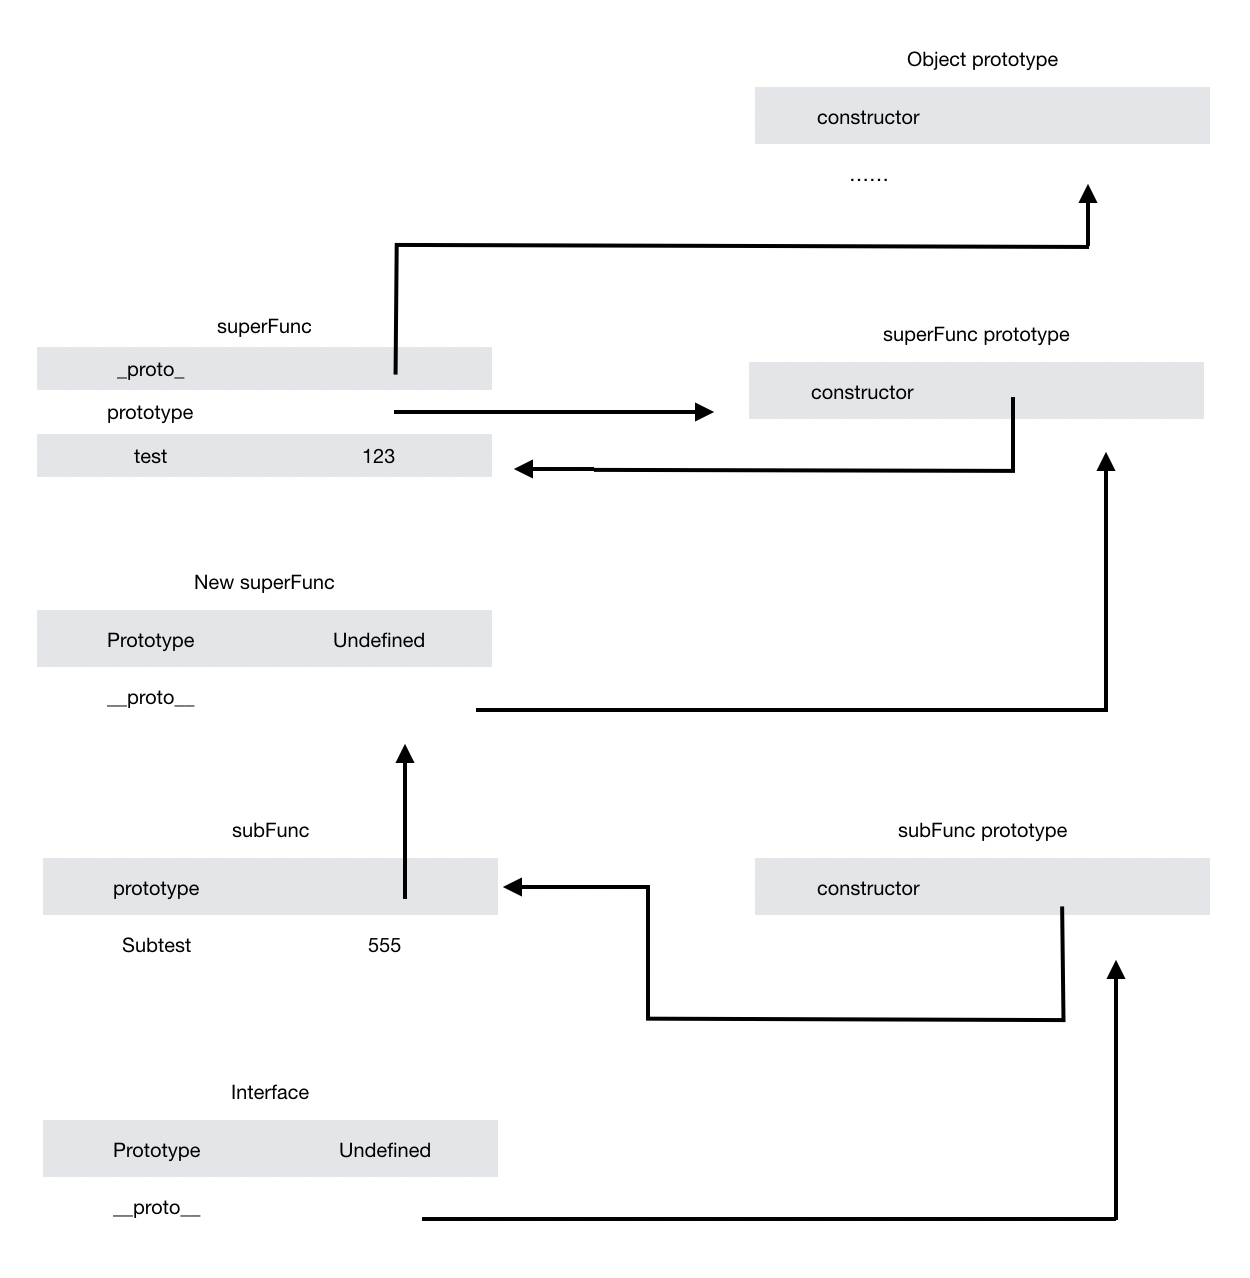 Object prototype
constructor
......
superFunc
_proto_
prototype
test 123
superFunc prototype
constructor
New superFunc
Prototype Undefined
__proto__
subFunc
prototype
Subtest 555
subFunc prototype
constructor
Interface
Prototype Undefined
__proto__